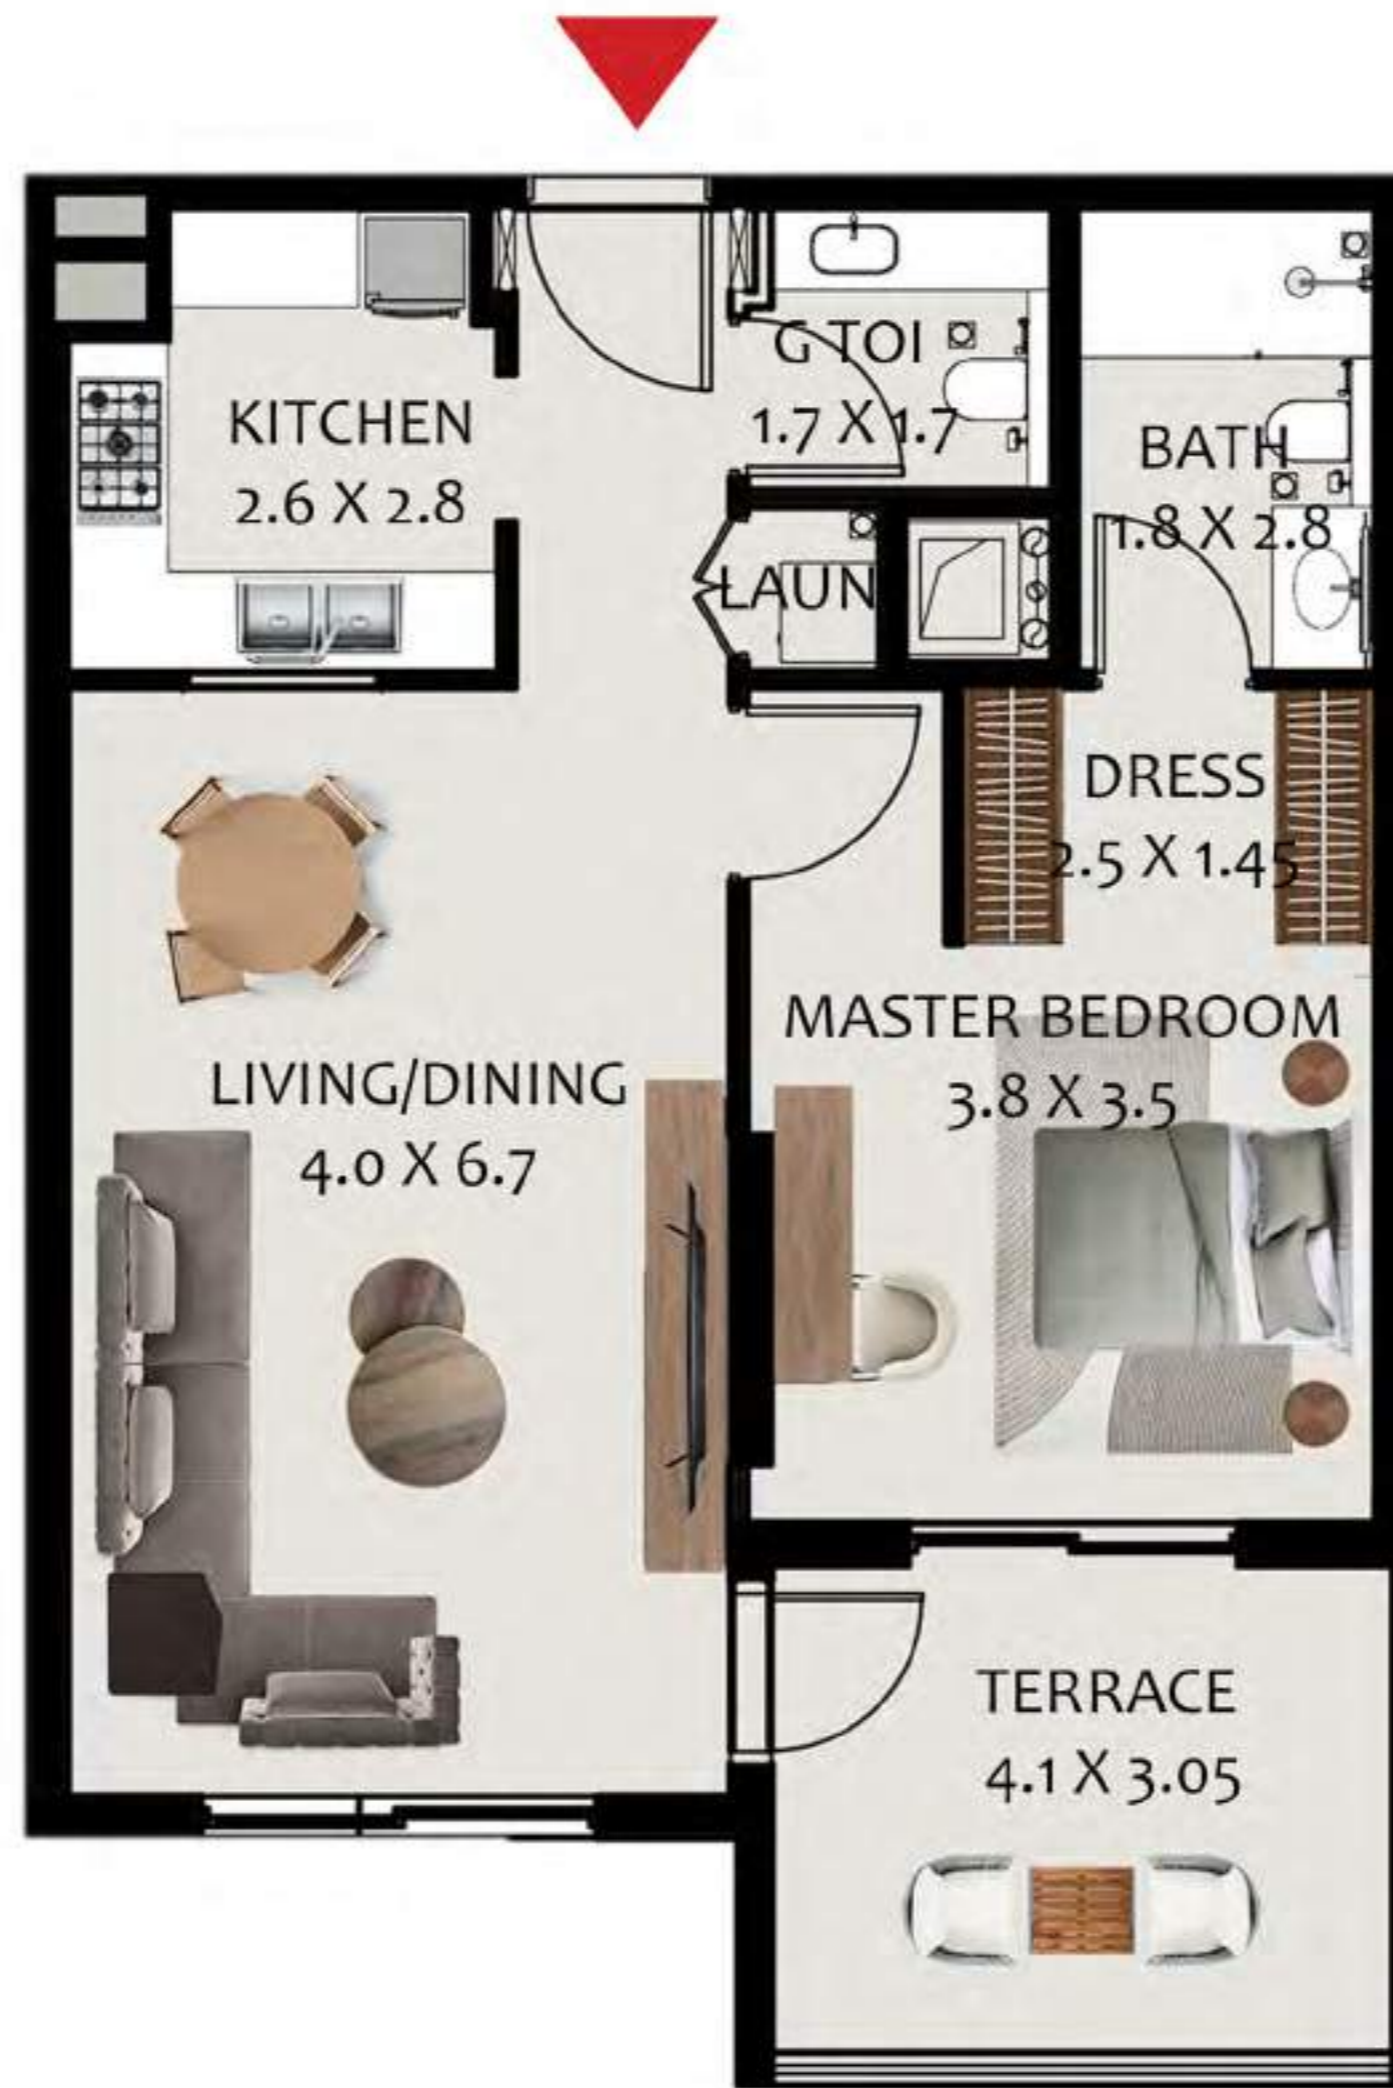 G TOI
1.7 X 1.7
KITCHEN
2.6 X 2.8
BATH
1.8 X 2.8
LAUN
DRESS
2.5 X 1.45
MASTER BEDROOM
3.8 X 3.5
LIVING/DINING
4.0 X 6.7
TERRACE
4.1 X 3.05